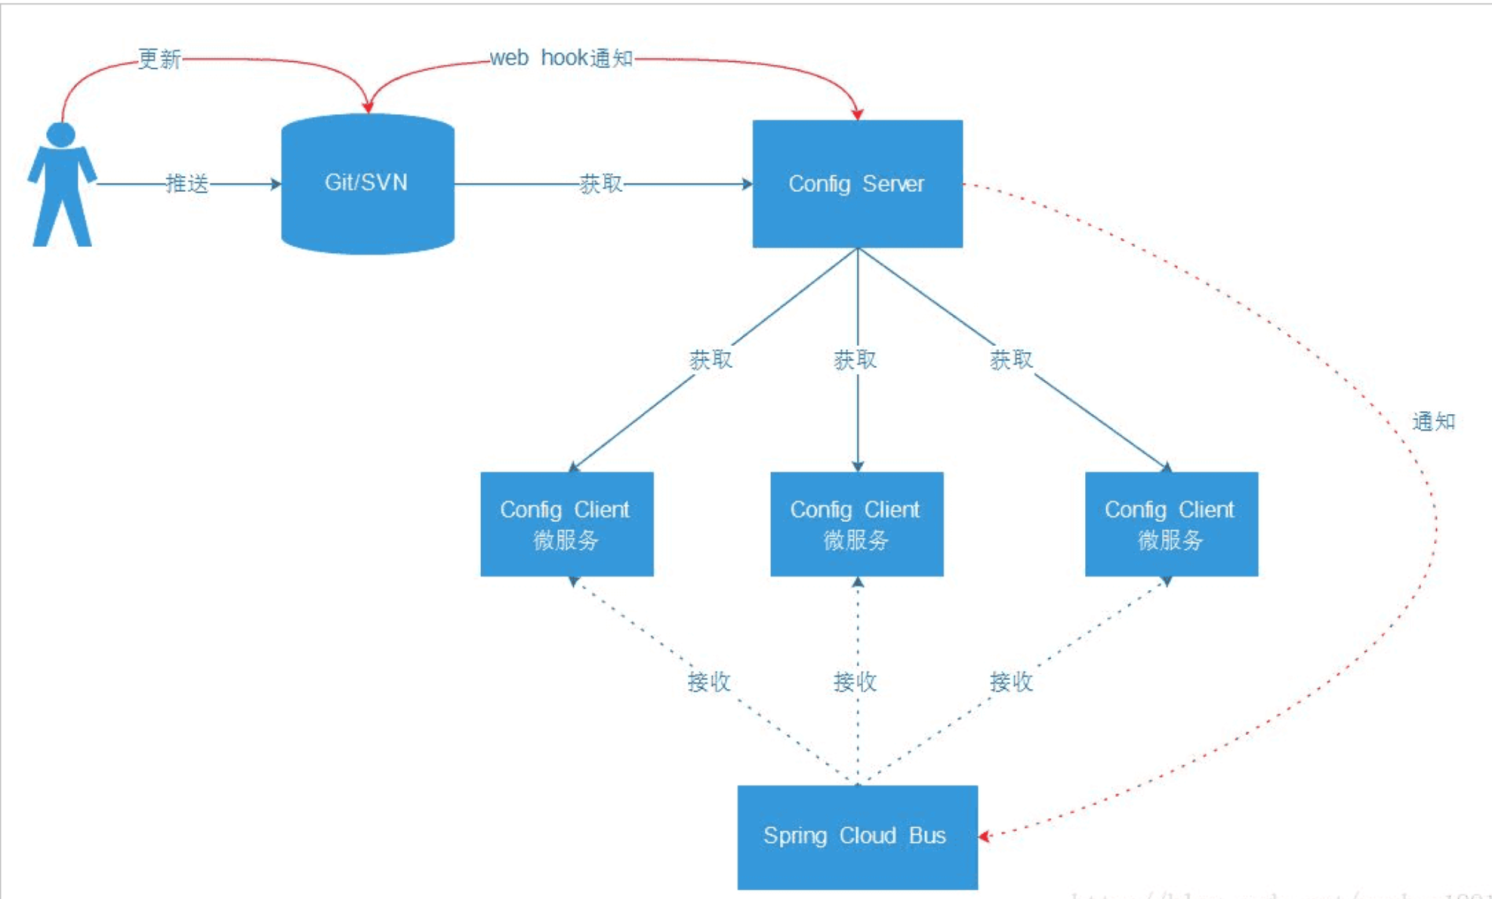 更新
web hook通知
推送
Git/SVN
获取
Config Server
获取
获取
获取
通知
Config Client
微服务
Config Client
微服务
Config Client
微服务
接收
接收
接收
Spring Cloud Bus